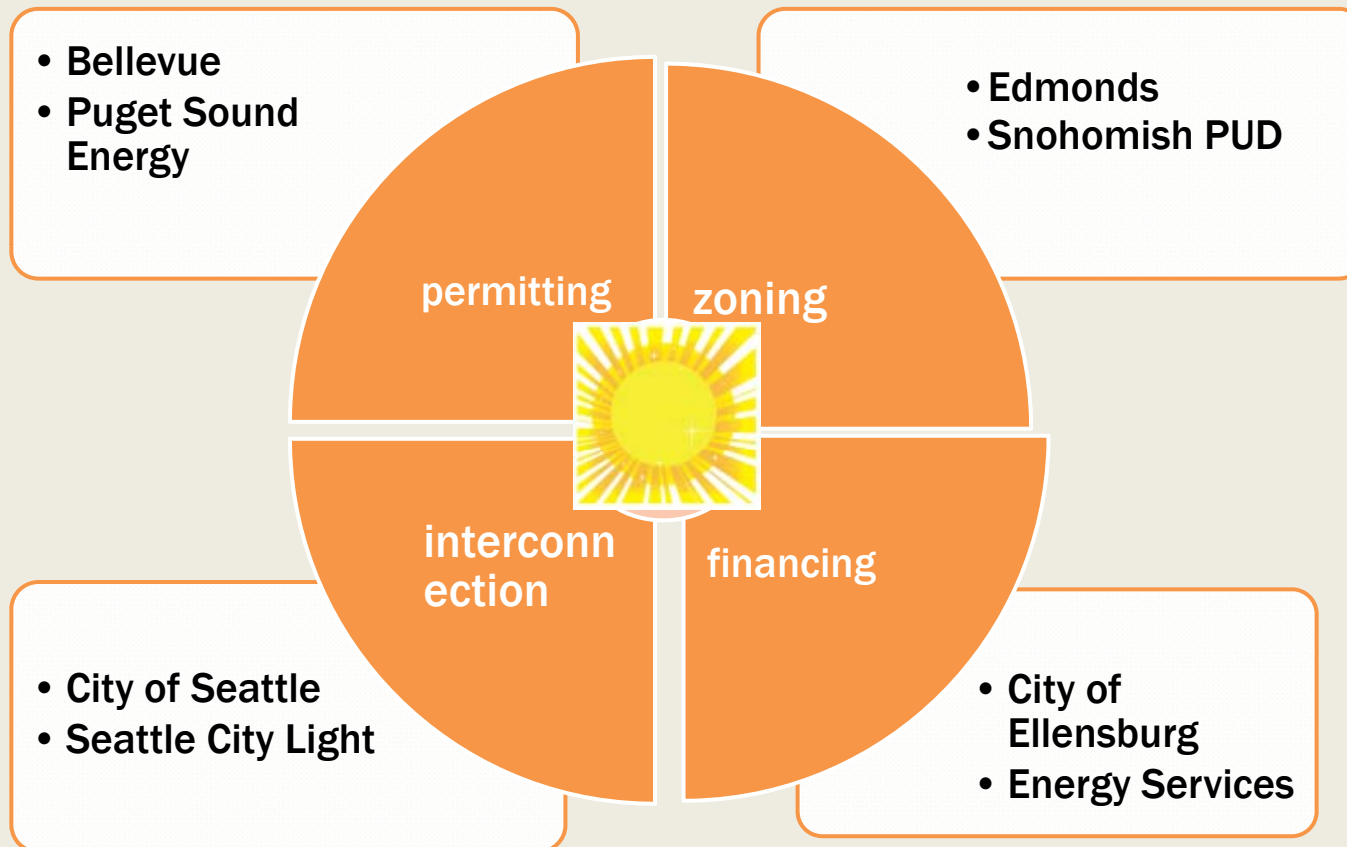 • Bellevue
• Puget Sound
Energy
• Edmonds
• Snohomish PUD
permitting
zoning
interconn
ection
financing
• City of Seattle
• Seattle City Light
• City of
Ellensburg
• Energy Services